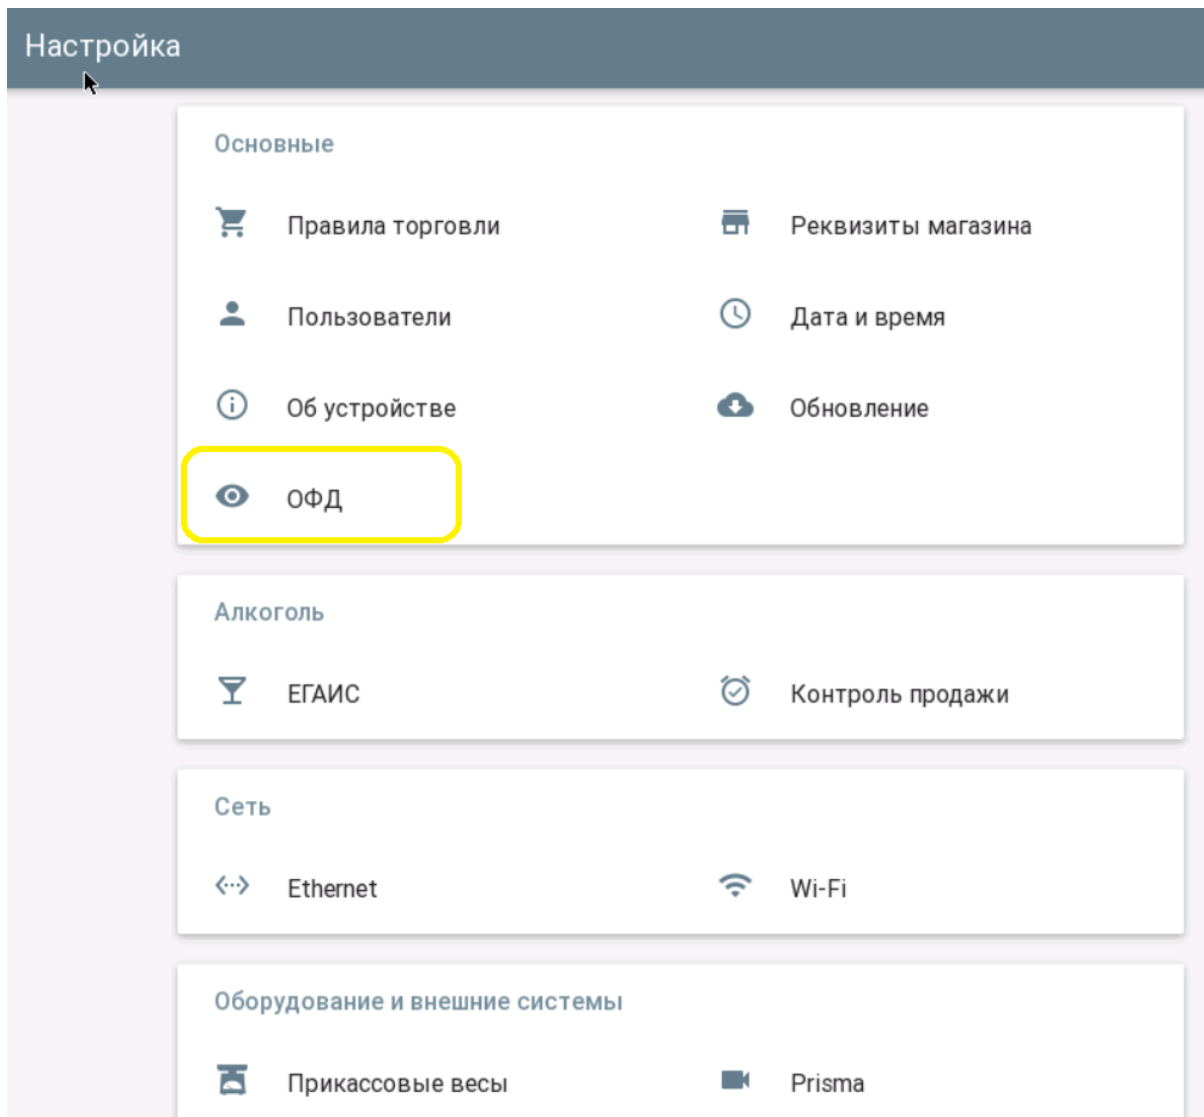 Настройка
Основные
Правила торговли
Реквизиты магазина
Пользователи
Дата и время
Об устройстве
Обновление
ОФД
Алкоголь
ЕГАИС
Контроль продажи
Сеть
Ethernet
Wi-Fi
Оборудование и внешние системы
Прикассовые весы
Prisma